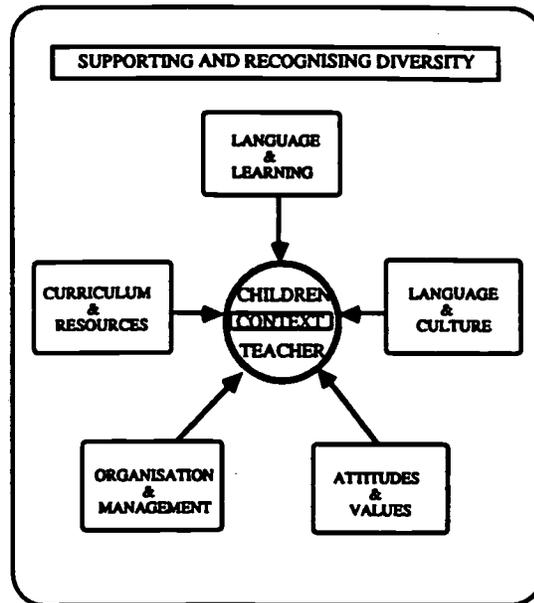 SUPPORTING AND RECOGNISING DIVERSITY
LANGUAGE
&
LEARNING
CURRICULUM
&
RESOURCES
CHILDREN
CONTEXT
TEACHER
LANGUAGE
&
CULTURE
ORGANISATION
&
MANAGEMENT
ATTITUDES
&
VALUES